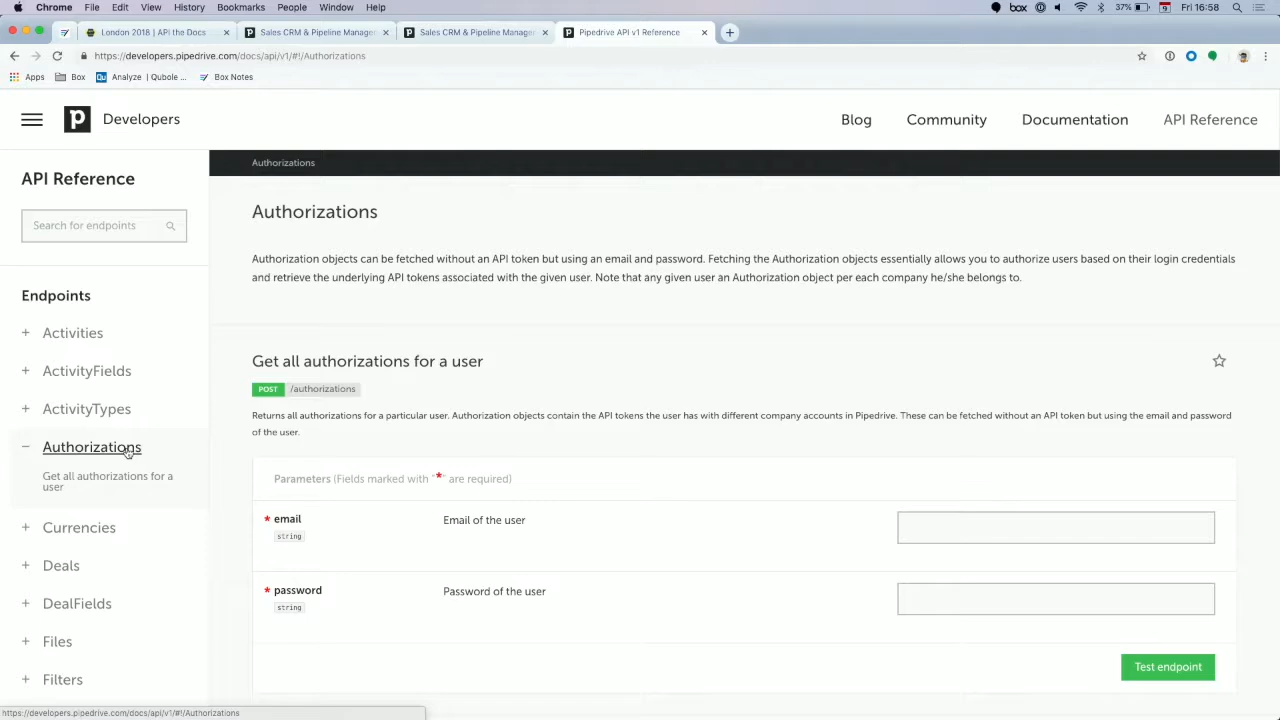 Chrome File Edit View History Bookmarks People Window Help box 37% Fri 16:58
London 2018 | API the Docs Sales CRM & Pipeline Manage Sales CRM & Pipeline Manage Pipedrive API v1 Reference
https://developers.pipedrive.com/docs/api/v1/#!/Authorizations
Apps Box Qu Analyze | Qubole ... Box Notes
p Developers Blog Community Documentation API Reference
API Reference
Search for endpoints
Endpoints
+ Activities
+ ActivityFields
+ ActivityTypes
− Authorizations
Get all authorizations for a
user
+ Currencies
+ Deals
+ DealFields
+ Files
+ Filters
Authorizations
Authorizations
Authorization objects can be fetched without an API token but using an email and password. Fetching the Authorization objects essentially allows you to authorize users based on their login credentials
and retrieve the underlying API tokens associated with the given user. Note that any given user an Authorization object per each company he/she belongs to.
Get all authorizations for a user
POST /authorizations
Returns all authorizations for a particular user. Authorization objects contain the API tokens the user has with different company accounts in Pipedrive. These can be fetched without an API token but using the email and password
of the user.
Parameters (Fields marked with "*" are required)
* email Email of the user
string
* password Password of the user
string
Test endpoint
https://developers.pipedrive.com/docs/api/v1/#!/Authorizations